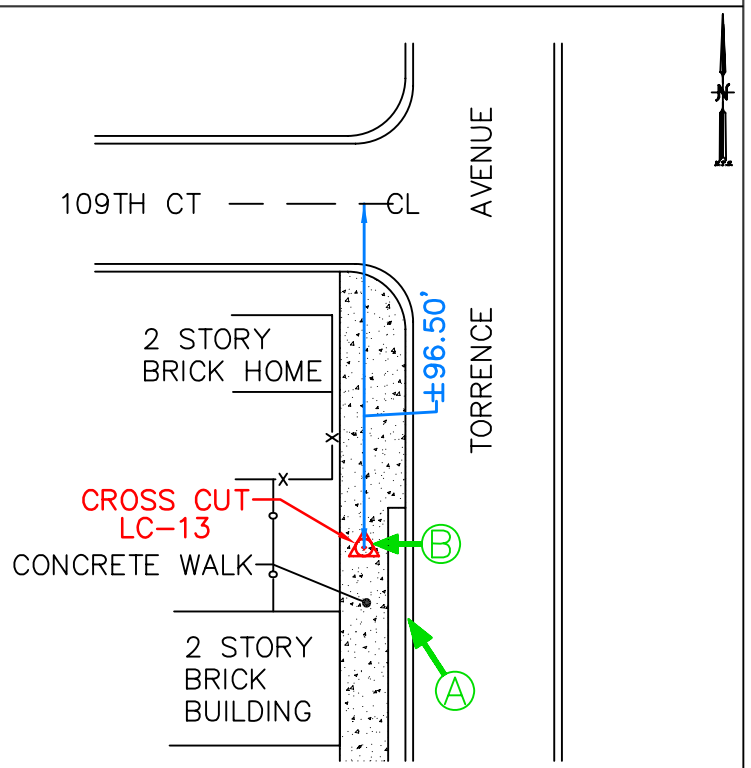 N
AVENUE
109TH CT
CL
±96.50'
TORRENCE
2 STORY
BRICK HOME
X
X
CROSS CUT
LC-13
B
CONCRETE WALK
2 STORY
BRICK
BUILDING
A